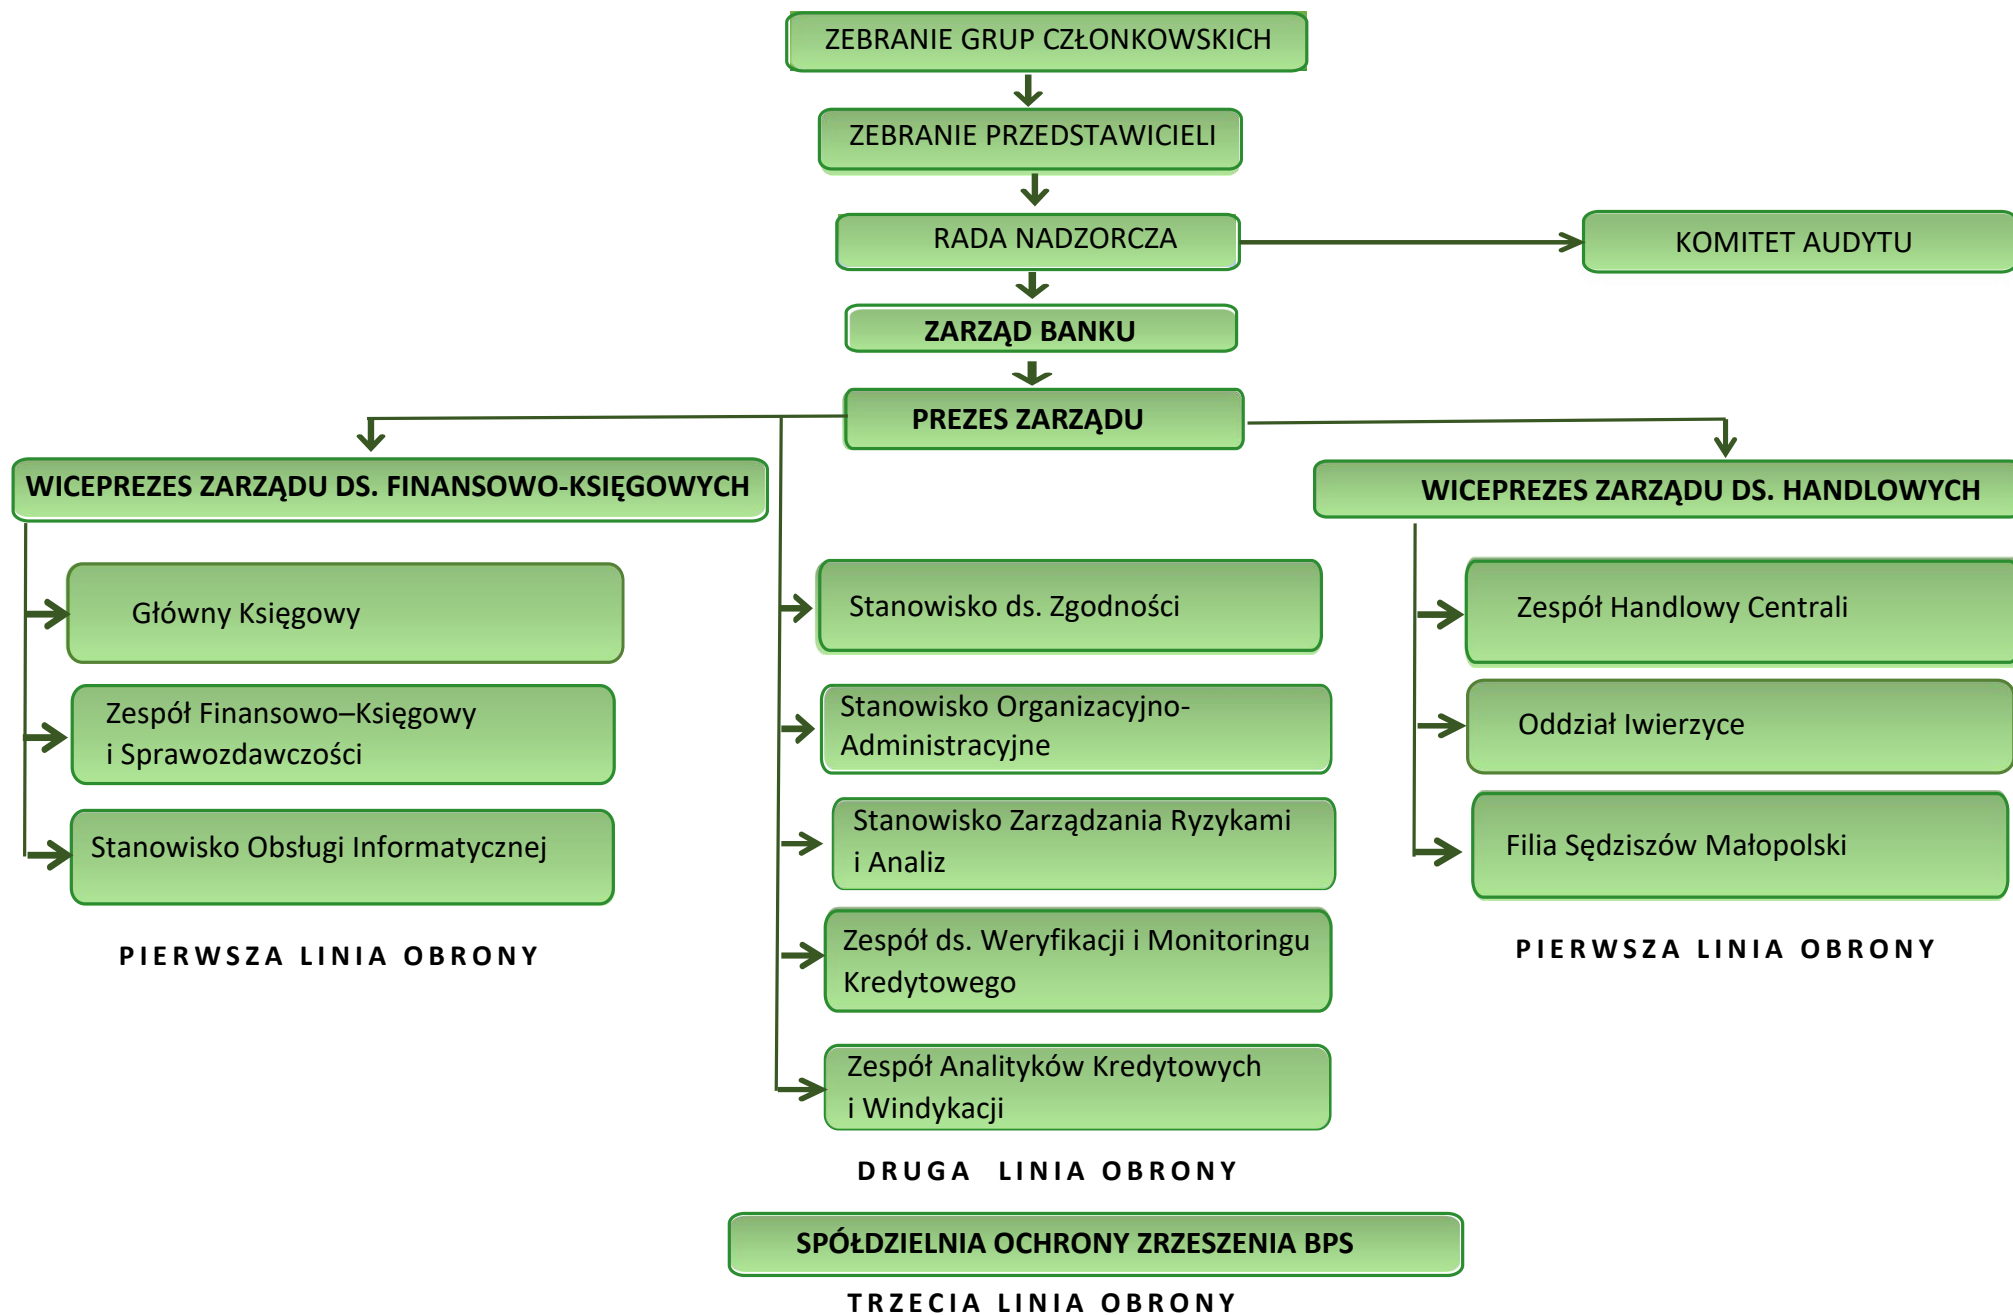 ZEBRANIE GRUP CZŁONKOWSKICH
ZEBRANIE PRZEDSTAWICIELI
RADA NADZORCZA
KOMITET AUDYTU
ZARZĄD BANKU
PREZES ZARZĄDU
WICEPREZES ZARZĄDU DS. FINANSOWO-KSIĘGOWYCH
Główny Księgowy
Zespół Finansowo–Księgowy
i Sprawozdawczości
Stanowisko Obsługi Informatycznej
PIERWSZA LINIA OBRONY
Stanowisko ds. Zgodności
Stanowisko Organizacyjno-
Administracyjne
Stanowisko Zarządzania Ryzykami
i Analiz
Zespół ds. Weryfikacji i Monitoringu
Kredytowego
Zespół Analityków Kredytowych
i Windykacji
DRUGA LINIA OBRONY
WICEPREZES ZARZĄDU DS. HANDLOWYCH
Zespół Handlowy Centrali
Oddział Iwierzyce
Filia Sędziszów Małopolski
PIERWSZA LINIA OBRONY
SPÓŁDZIELNIA OCHRONY ZRZESZENIA BPS
TRZECIA LINIA OBRONY